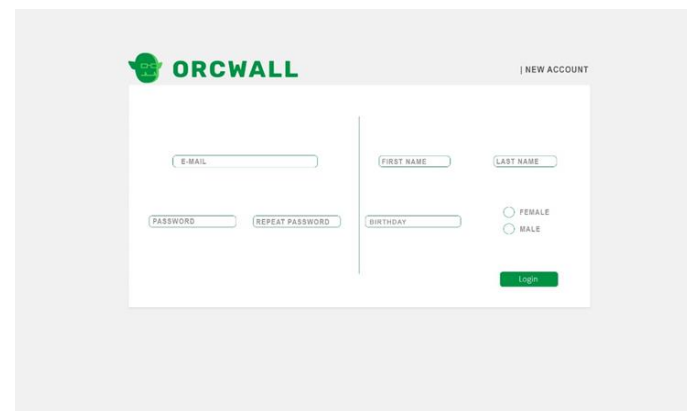 ORCWALL
| NEW ACCOUNT
E-MAIL
PASSWORD
REPEAT PASSWORD
FIRST NAME
LAST NAME
BIRTHDAY
FEMALE
MALE
Login